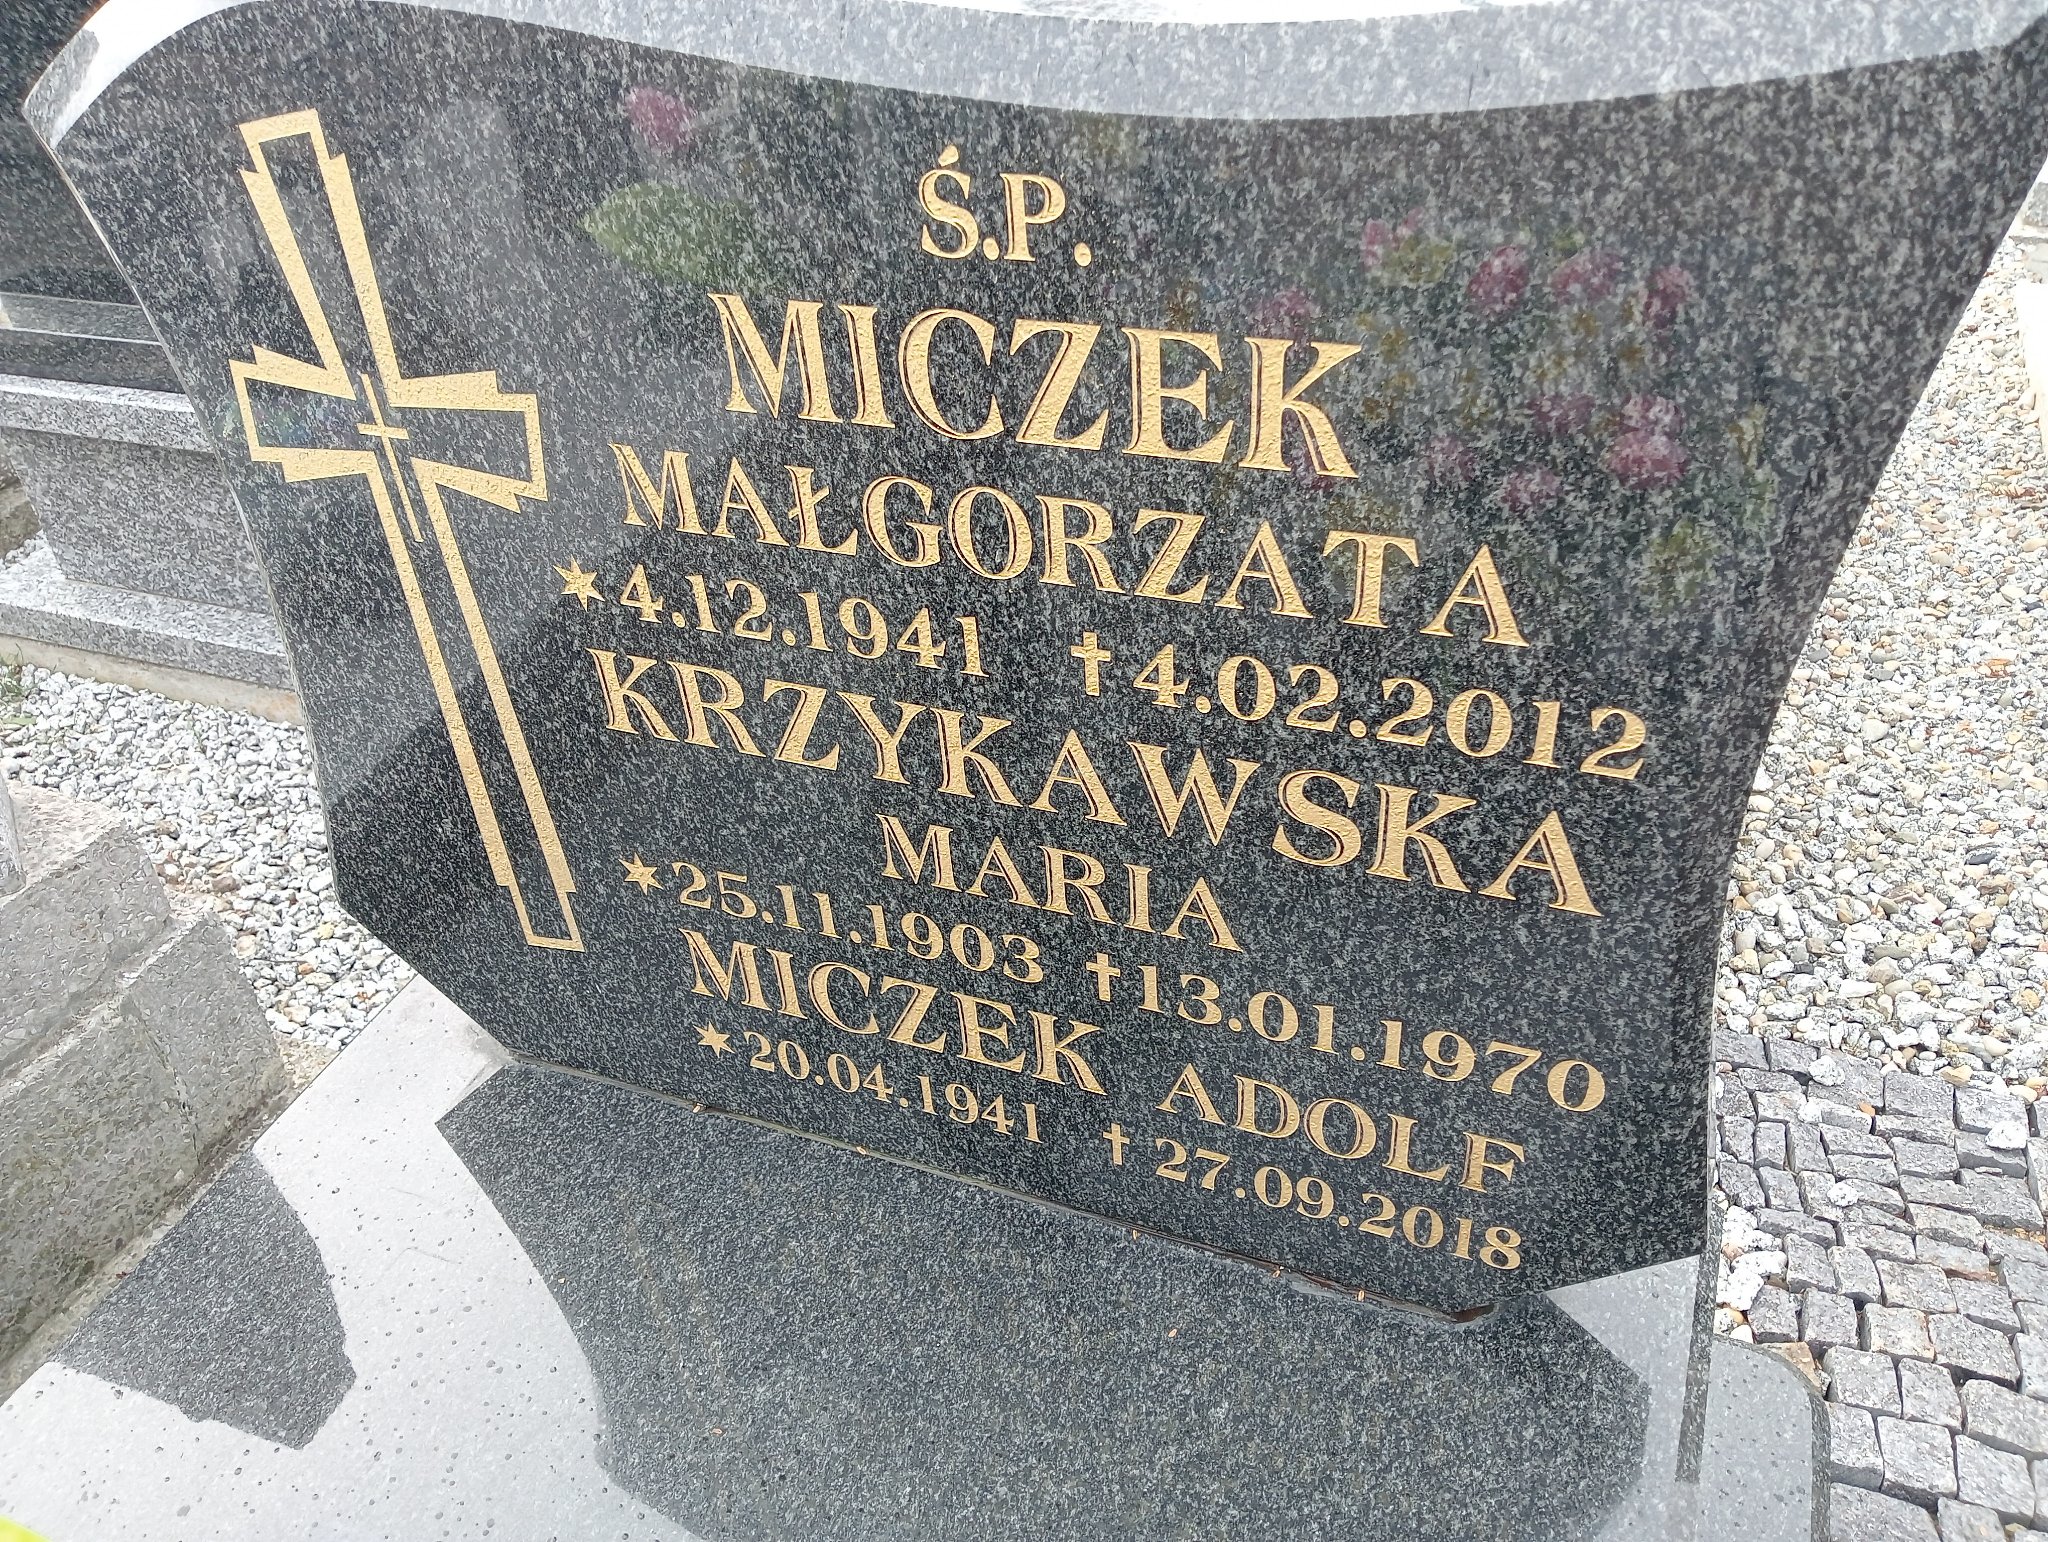 Ś.P.
MICZEK
MAŁGORZATA
*4.12.1941 †4.02.2012
KRZYKAWSKA
MARIA
*25.11.1903 †13.01.1970
MICZEK ADOLF
*20.04.1941 †27.09.2018